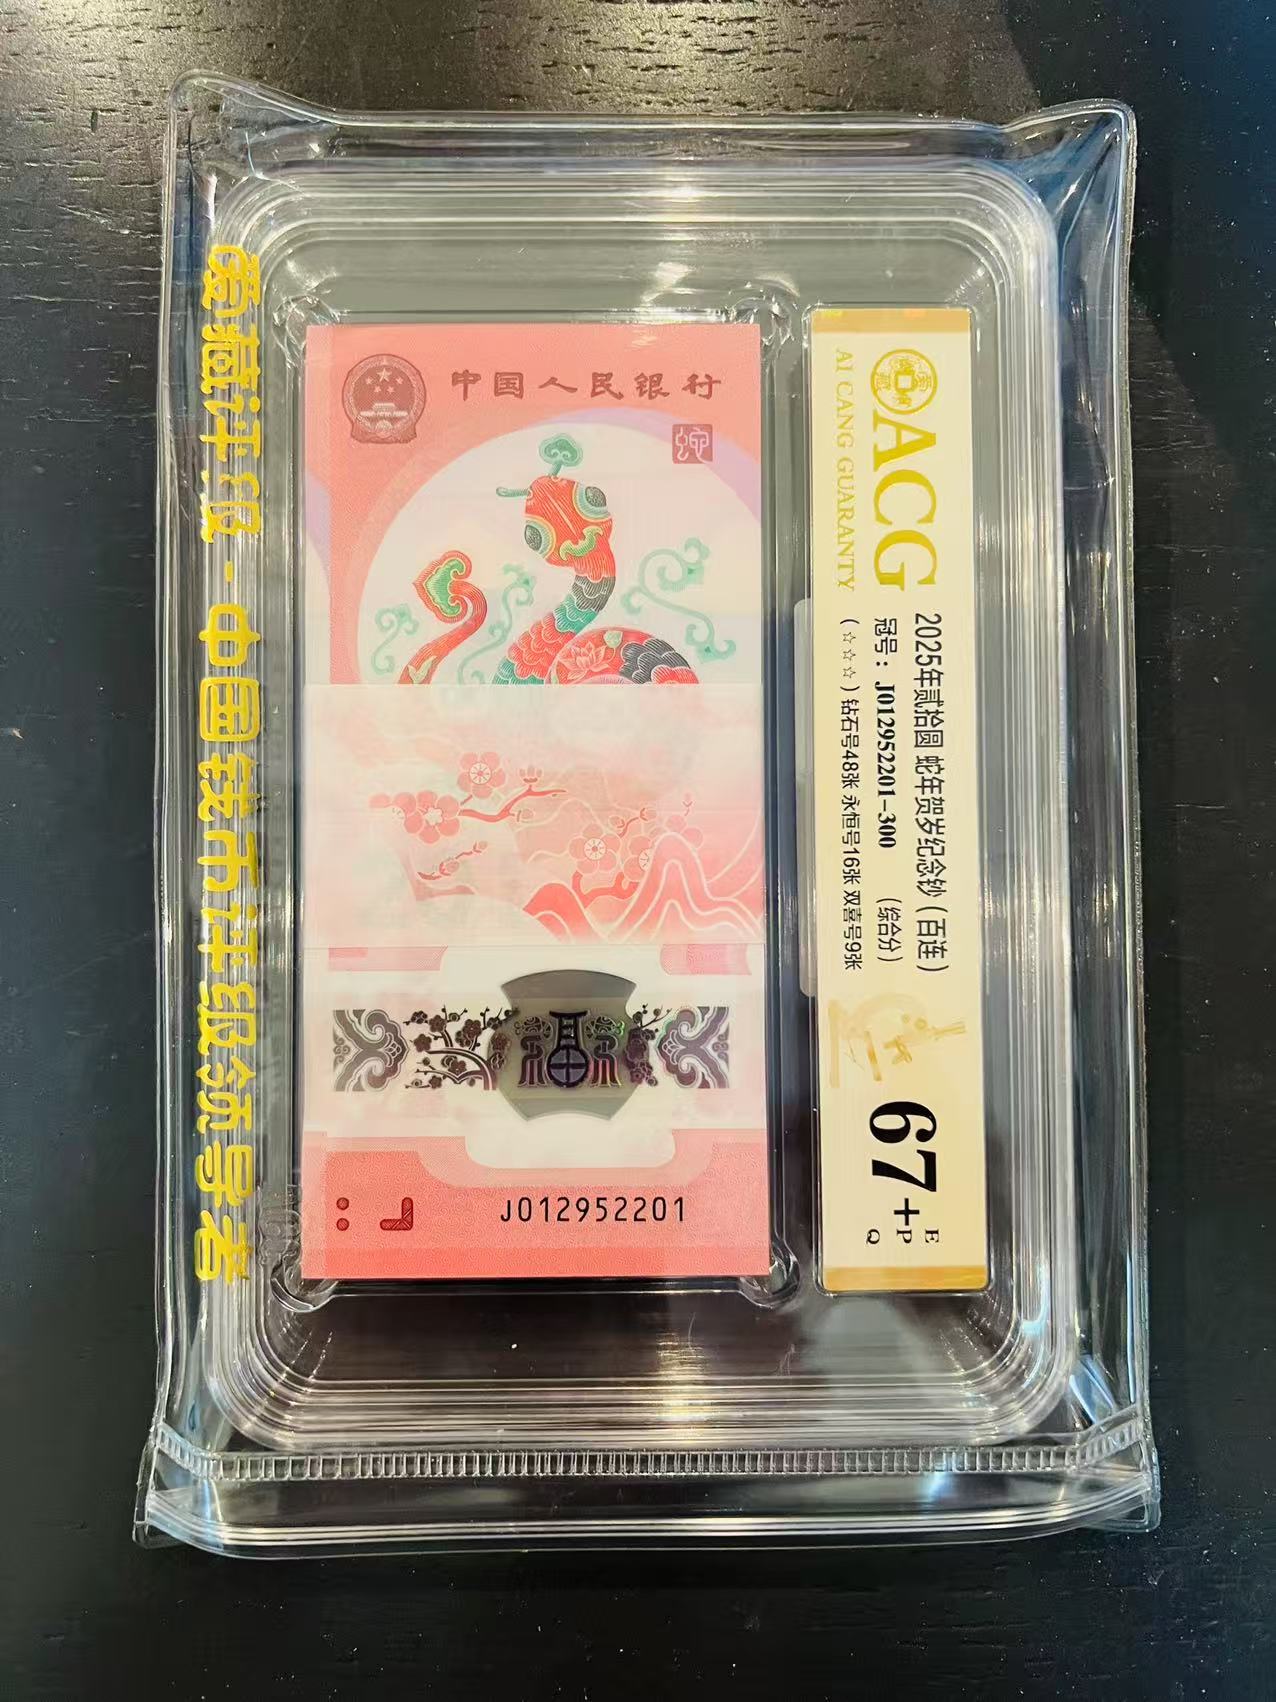 爱藏评级-中国钱币评级领导者
中国人民银行
蛇
J012952201
ACG
AI CANG GUARANTY
2025年贰拾圆 蛇年贺岁纪念钞（百连）
冠号：J012952201-300 （综合分）
（☆☆☆）钻石号48张 永恒号16张 双喜号9张
67+
E
P
Q